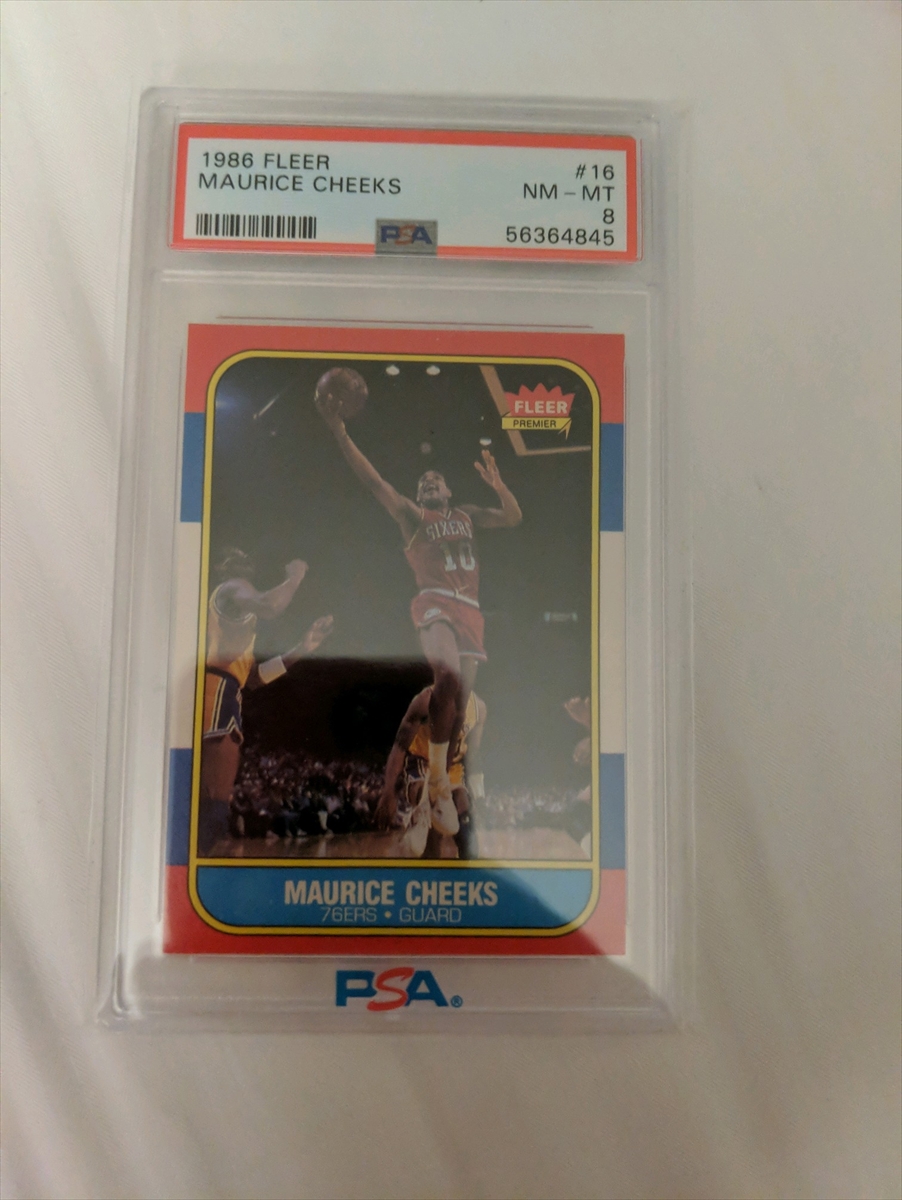 1986 FLEER
MAURICE CHEEKS
#16
NM – MT
8
56364845
PSA
FLEER
PREMIER
SIXERS
10
MAURICE CHEEKS
76ERS • GUARD
PSA®